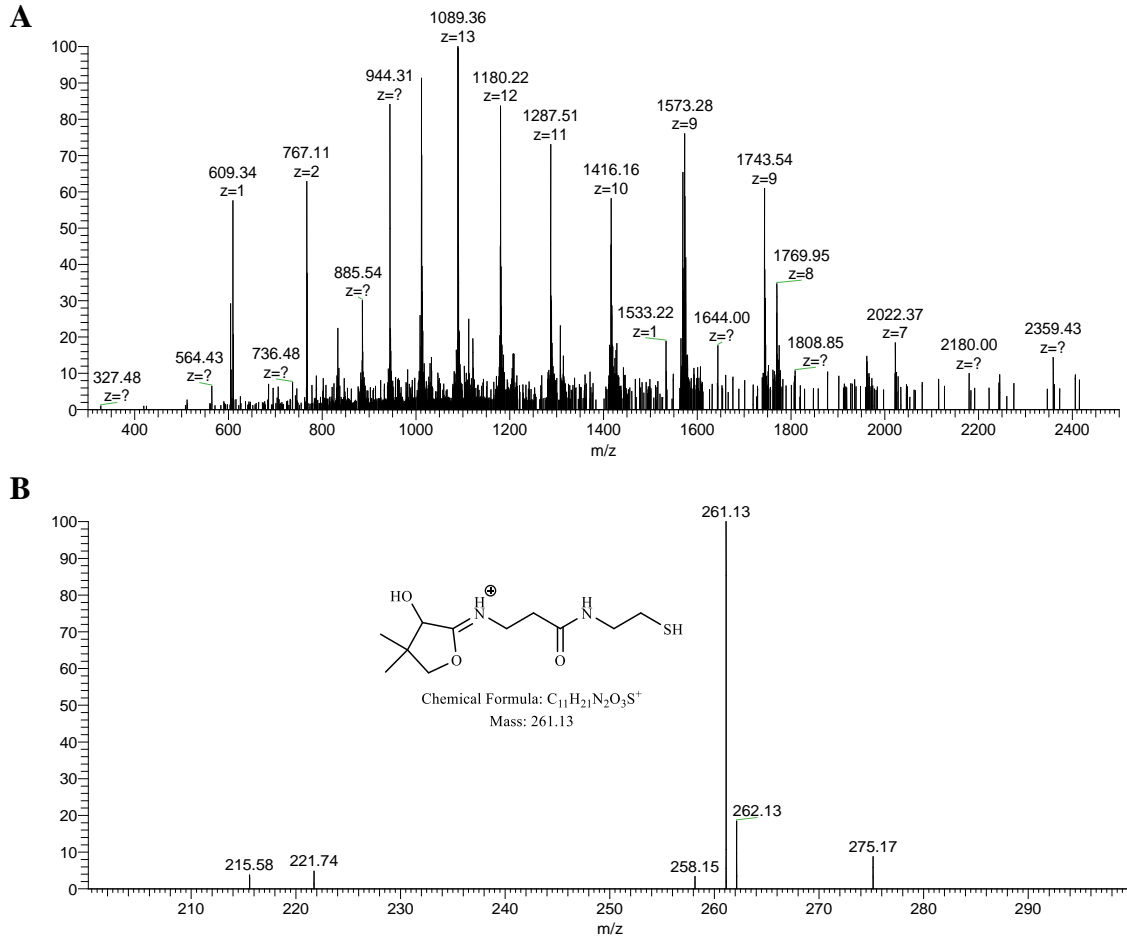 A
1089.36
z=13
100
90
80
70
60
50
40
30
20
10
0
944.31
z=?
1180.22
z=12
1287.51
z=11
1573.28
z=9
767.11
z=2
609.34
z=1
1416.16
z=10
1743.54
z=9
1769.95
z=8
885.54
z=?
1533.22
z=1
1644.00
z=?
2022.37
z=7
736.48
z=?
564.43
z=?
1808.85
z=?
2180.00
z=?
2359.43
z=?
327.48
z=?
400 600 800 1000 1200 1400 1600 1800 2000 2200 2400
m/z
B
261.13
100
90
80
70
60
50
40
30
20
10
0
HO
H
N
O
O
H
N
SH
Chemical Formula: C₁₁H₂₁N₂O₃S⁺
Mass: 261.13
262.13
275.17
258.15
215.58
221.74
210 220 230 240 250 260 270 280 290
m/z